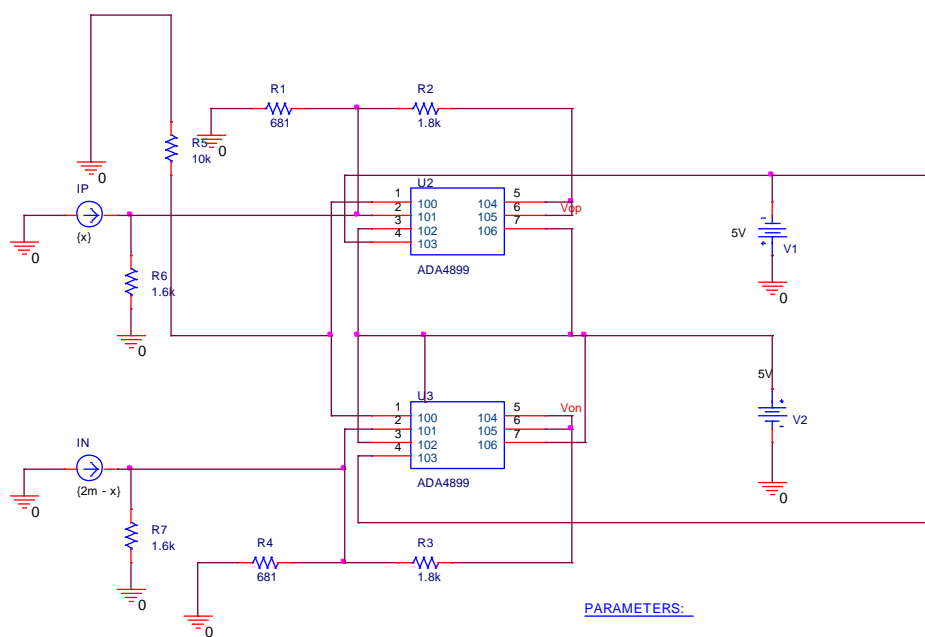 R1
681
R2
1.8k
R5
10k
0
0
IP
{x}
0
R6
1.6k
0
U2
1
2
3
4
100
101
102
103
104
105
106
5
6
7
Vop
ADA4899
5V
V1
0
U3
1
2
3
4
100
101
102
103
104
105
106
5
6
7
Von
ADA4899
5V
V2
0
IN
{2m - x}
0
R7
1.6k
0
R4
681
0
R3
1.8k
PARAMETERS: